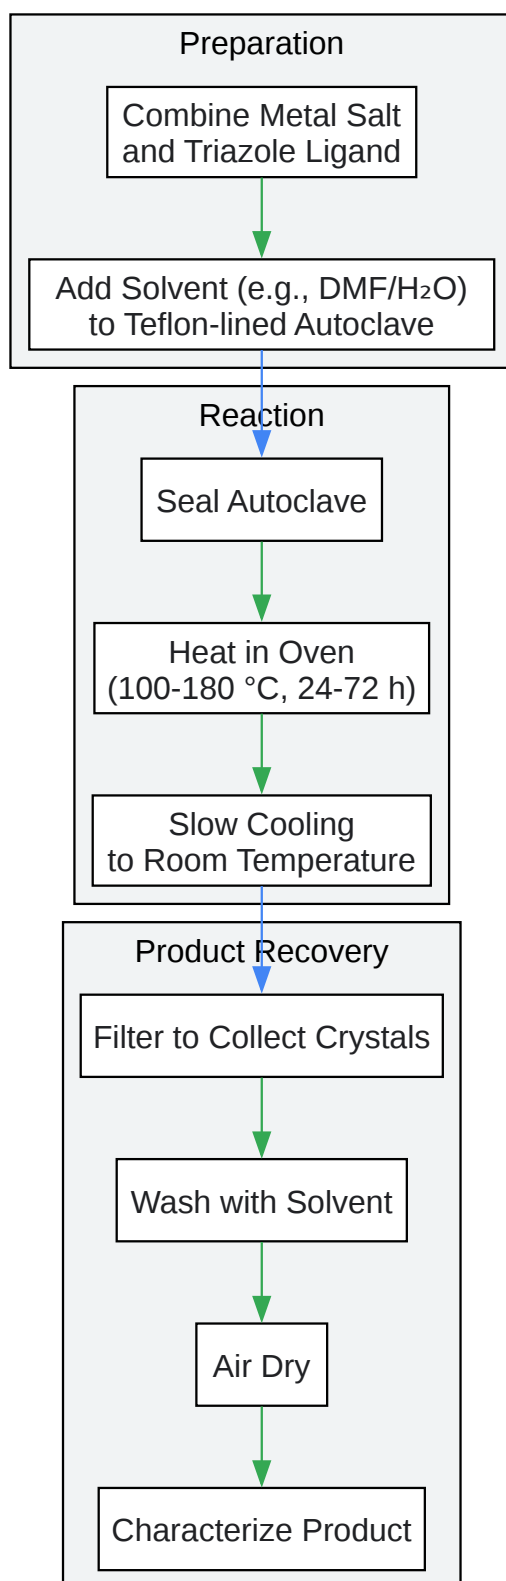 Preparation
Combine Metal Salt
and Triazole Ligand
Add Solvent (e.g., DMF/H₂O)
to Teflon-lined Autoclave
Reaction
Seal Autoclave
Heat in Oven
(100-180 °C, 24-72 h)
Slow Cooling
to Room Temperature
Product Recovery
Filter to Collect Crystals
Wash with Solvent
Air Dry
Characterize Product